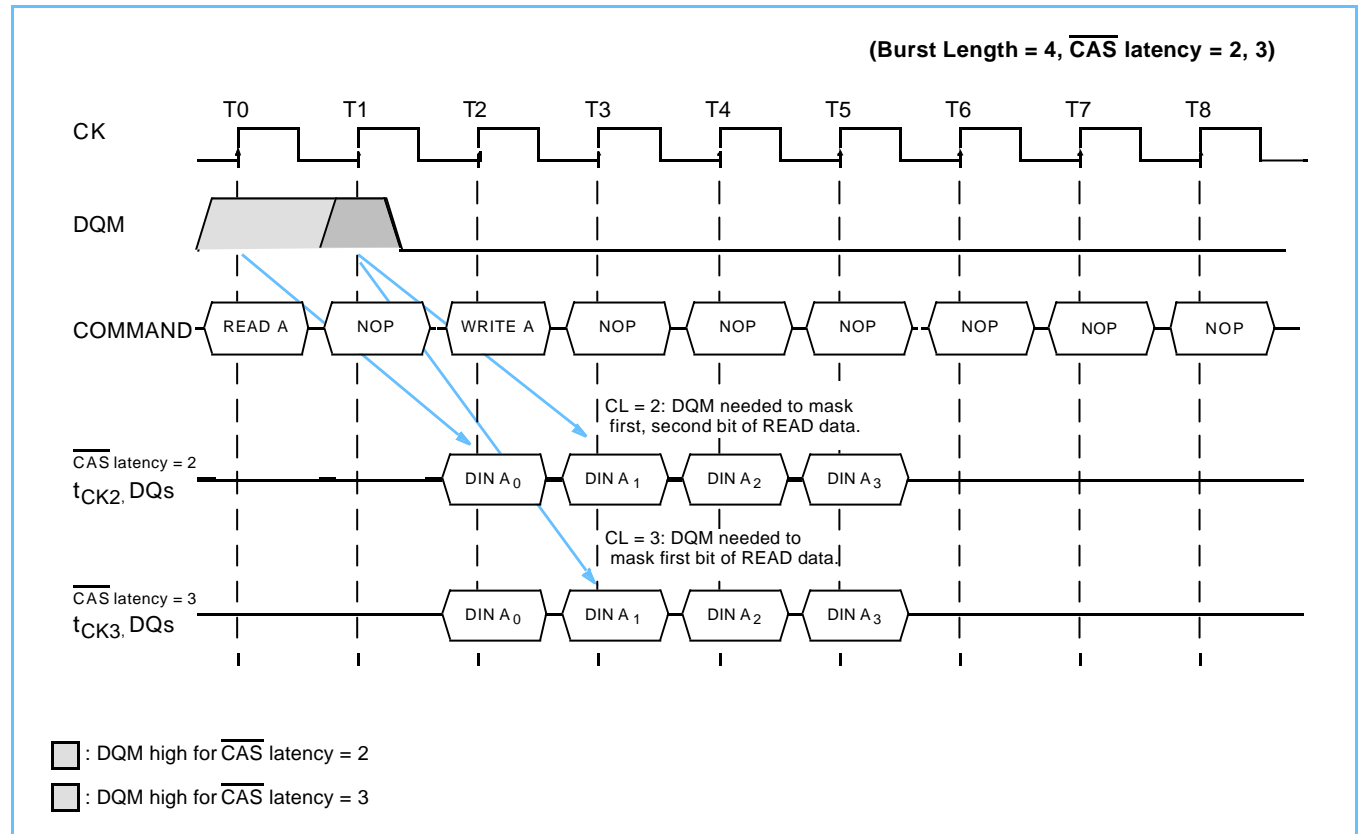 (Burst Length = 4, CAS latency = 2, 3)
T0 T1 T2 T3 T4 T5 T6 T7 T8
CK
DQM
COMMAND READ A NOP WRITE A NOP NOP NOP NOP NOP NOP
CL = 2: DQM needed to mask
first, second bit of READ data.
CAS latency = 2
tCK2, DQs DIN A0 DIN A1 DIN A2 DIN A3
CL = 3: DQM needed to
mask first bit of READ data.
CAS latency = 3
tCK3, DQs DIN A0 DIN A1 DIN A2 DIN A3
: DQM high for CAS latency = 2
: DQM high for CAS latency = 3